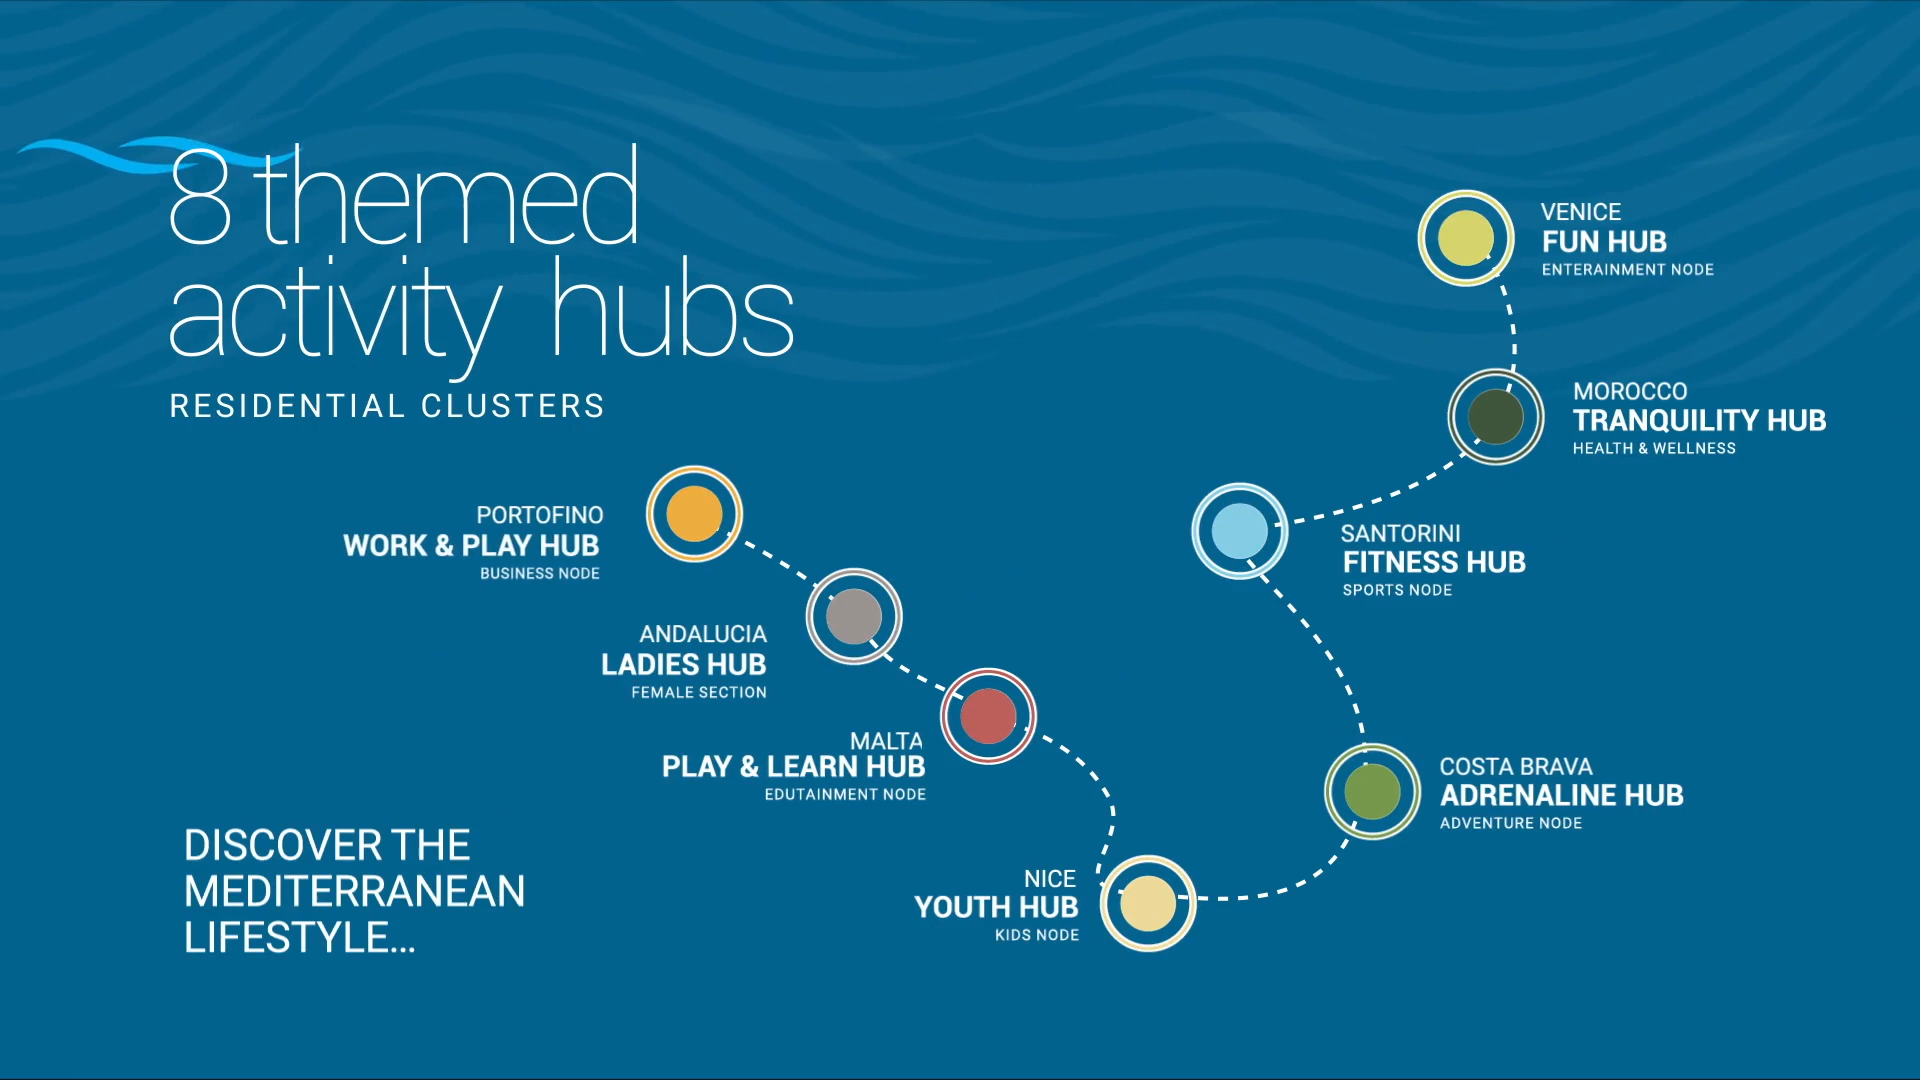 8 themed
activity hubs
RESIDENTIAL CLUSTERS
VENICE
FUN HUB
ENTERAINMENT NODE
MOROCCO
TRANQUILITY HUB
HEALTH & WELLNESS
SANTORINI
FITNESS HUB
SPORTS NODE
PORTOFINO
WORK & PLAY HUB
BUSINESS NODE
ANDALUCIA
LADIES HUB
FEMALE SECTION
MALTA
PLAY & LEARN HUB
EDUTAINMENT NODE
COSTA BRAVA
ADRENALINE HUB
ADVENTURE NODE
NICE
YOUTH HUB
KIDS NODE
DISCOVER THE
MEDITERRANEAN
LIFESTYLE...